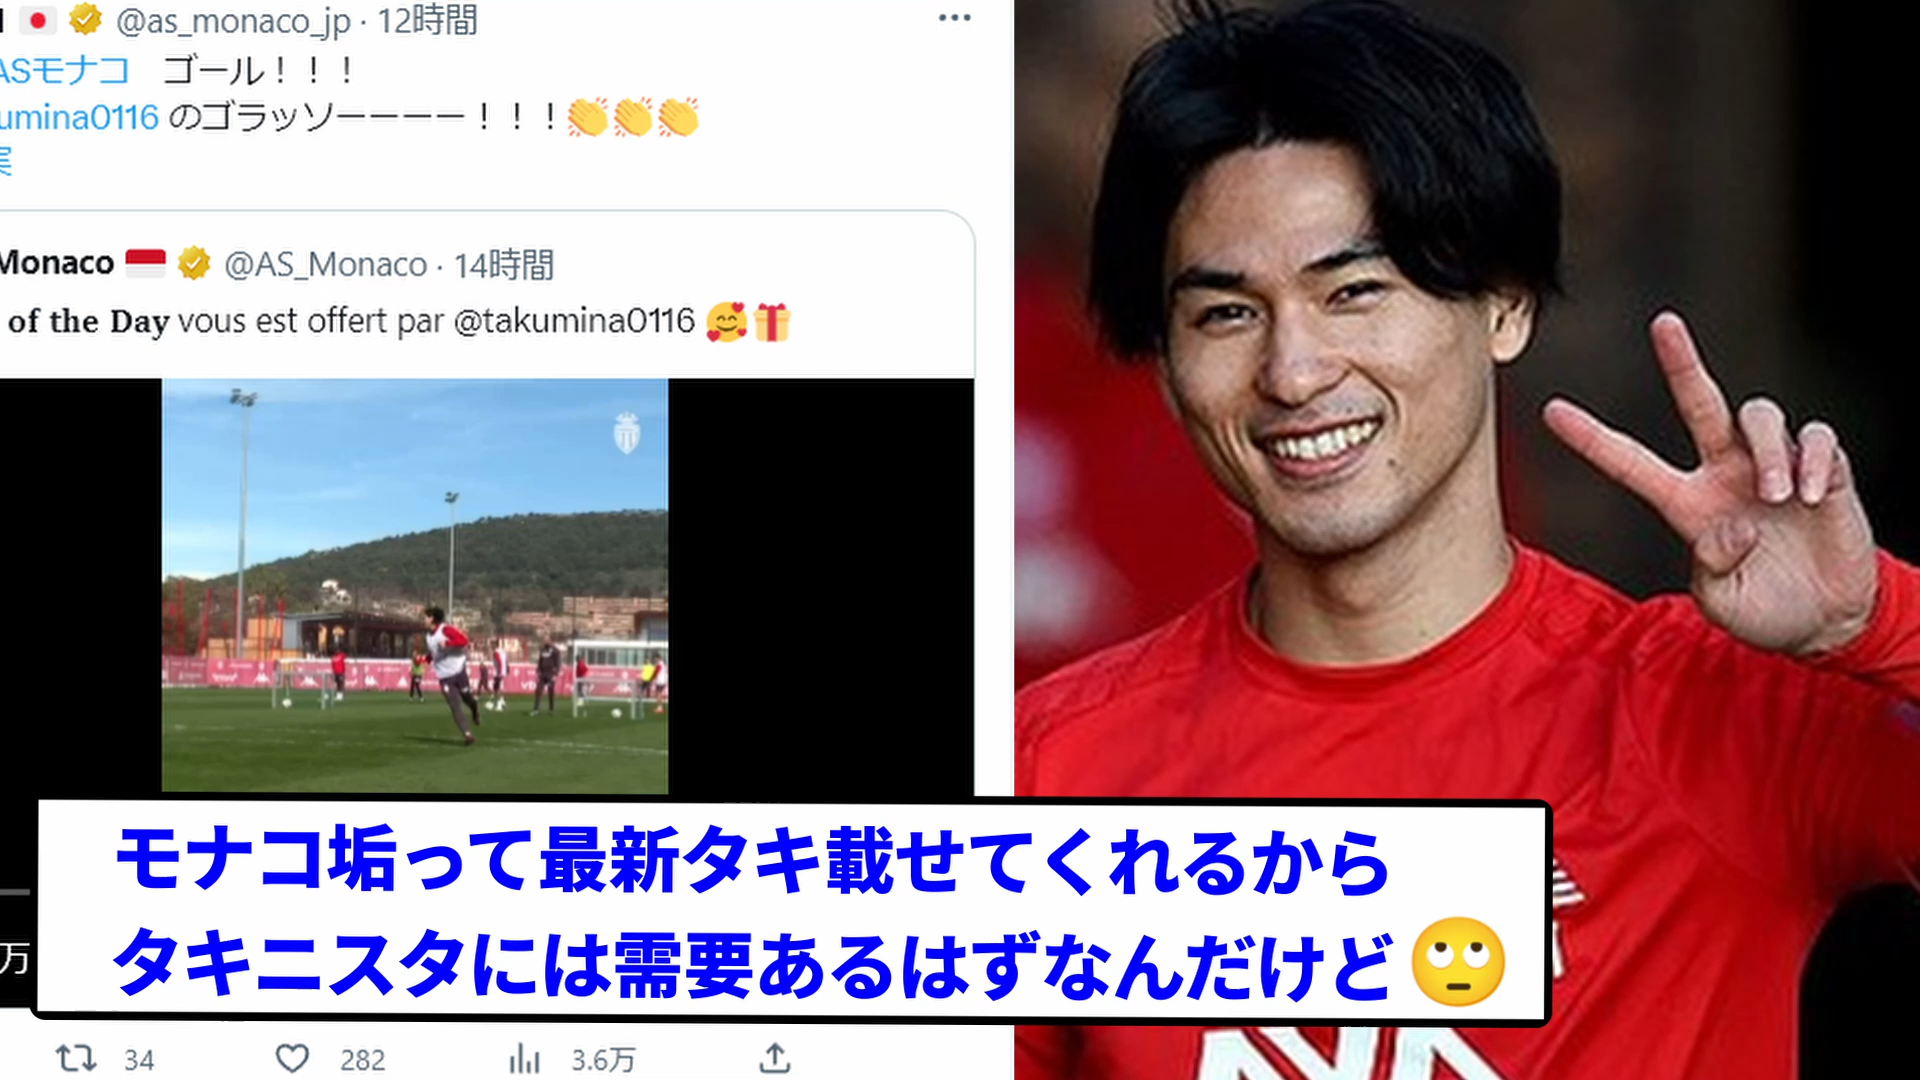 @as_monaco_jp · 12時間
ASモナコ ゴール！！！
umina0116 のゴラッソーーーー！！！👏👏👏
実
Monaco @AS_Monaco · 14時間
of the Day vous est offert par @takumina0116 🥰🎁
モナコ垢って最新タキ載せてくれるから
タキニスタには需要あるはずなんだけど🙄
万
34 282 3.6万